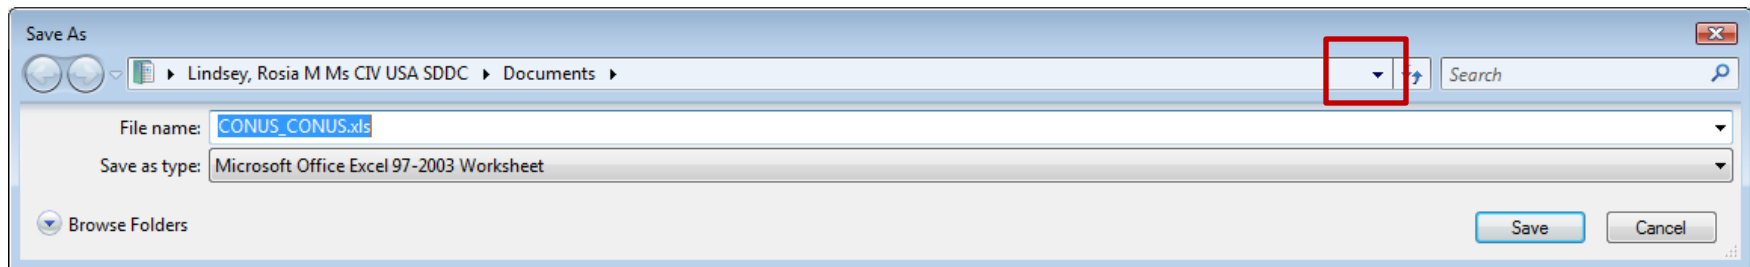 Save As
Lindsey, Rosia M Ms CIV USA SDDC Documents
Search
File name: CONUS_CONUS.xls
Save as type: Microsoft Office Excel 97-2003 Worksheet
Browse Folders
Save Cancel